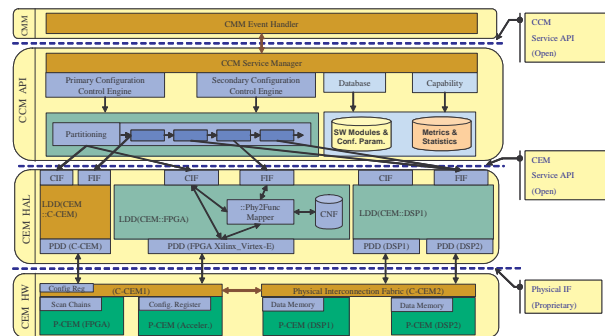 CMM
CMM Event Handler
CCM
Service API
(Open)
CCM API
CCM Service Manager
Primary Configuration
Control Engine
Secondary Configuration
Control Engine
Database
Capability
Partitioning
SW Modules &
Conf. Param.
Metrics &
Statistics
CEM
Service API
(Open)
CEM HAL
CIF
FIF
CIF
FIF
CIF
FIF
LDD(CEM
::C-CEM)
LDD(CEM::FPGA)
::Phy2Func
Mapper
CNF
LDD(CEM::DSP1)
PDD (C-CEM)
PDD (FPGA Xilinx_Virtex-E)
PDD (DSP1)
PDD (DSP2)
Physical IF
(Proprietary)
CEM HW
Config Reg
(C-CEM1)
Physical Interconnection Fabric (C-CEM2)
Scan Chains
Config. Register
Data Memory
Data Memory
P-CEM (FPGA)
P-CEM (Acceler.)
P-CEM (DSP1)
P-CEM (DSP2)